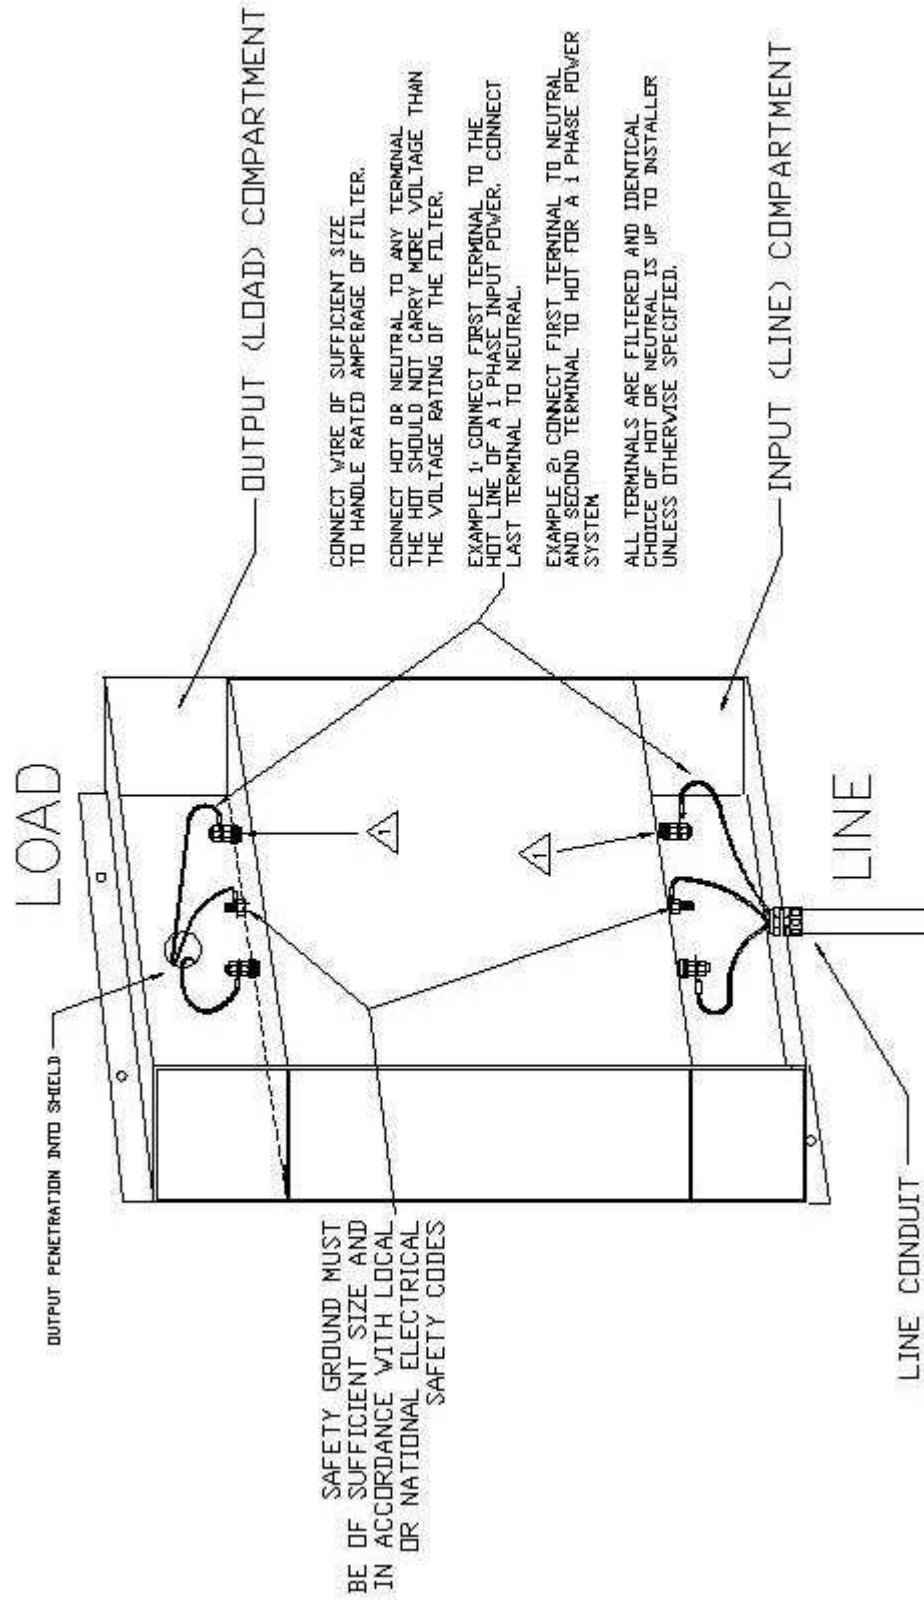 LOAD
OUTPUT PENETRATION INTO SHIELD
OUTPUT (LOAD) COMPARTMENT
CONNECT WIRE OF SUFFICIENT SIZE
TO HANDLE RATED AMPERAGE OF FILTER.
CONNECT HOT OR NEUTRAL TO ANY TERMINAL
THE HOT SHOULD NOT CARRY MORE VOLTAGE THAN
THE VOLTAGE RATING OF THE FILTER.
EXAMPLE 1: CONNECT FIRST TERMINAL TO THE
HOT LINE OF A 1 PHASE INPUT POWER. CONNECT
LAST TERMINAL TO NEUTRAL.
EXAMPLE 2: CONNECT FIRST TERNINAL TO NEUTRAL
AND SECOND TERMINAL TO HOT FOR A 1 PHASE POWER
SYSTEM.
ALL TERMINALS ARE FILTERED AND IDENTICAL
CHOICE OF HOT OR NEUTRAL IS UP TO INSTALLER
UNLESS OTHERWISE SPECIFIED.
1
1
SAFETY GROUND MUST
BE OF SUFFICIENT SIZE AND
IN ACCORDANCE WITH LOCAL
OR NATIONAL ELECTRICAL
SAFETY CODES
INPUT (LINE) COMPARTMENT
LINE
LINE CONDUIT